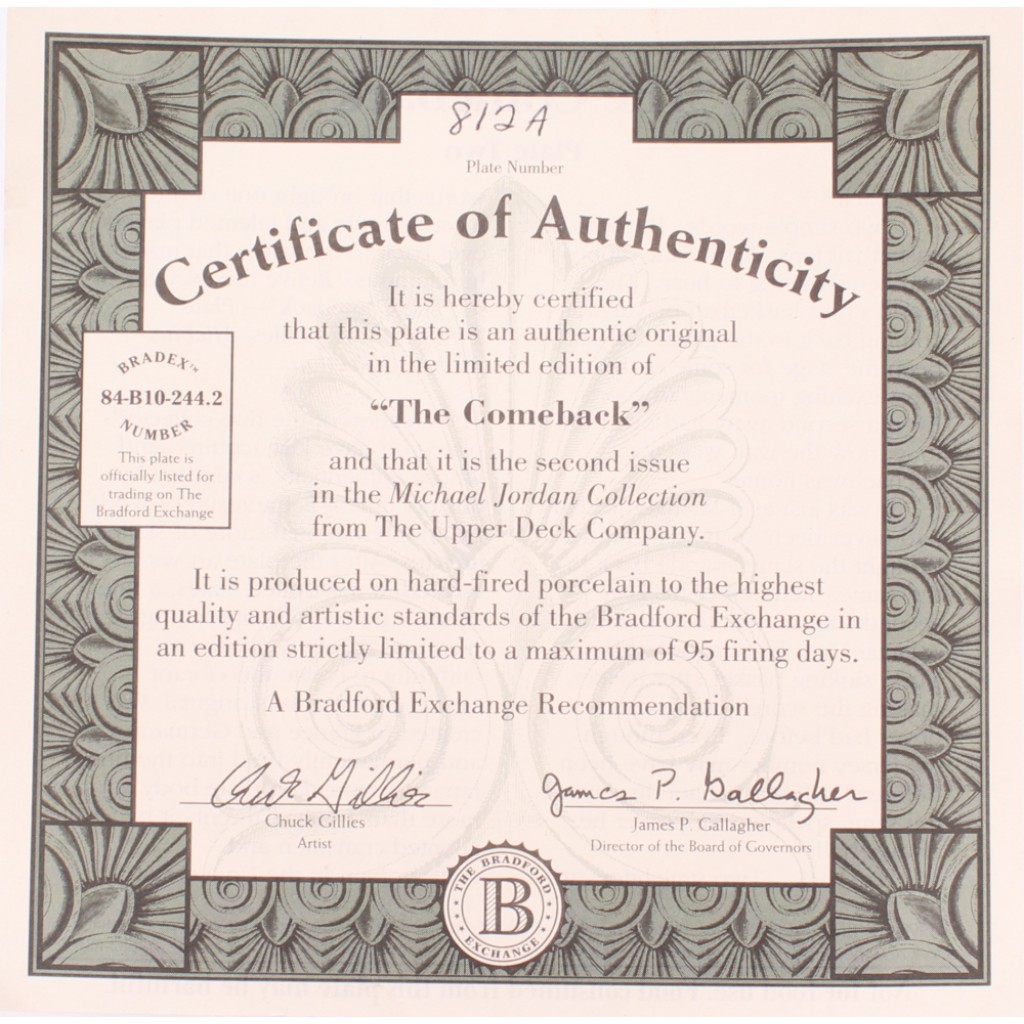 812A
Plate Number
Certificate of Authenticity
It is hereby certified
that this plate is an authentic original
in the limited edition of
“The Comeback”
and that it is the second issue
in the Michael Jordan Collection
from The Upper Deck Company.
BRADEX™
84-B10-244.2
NUMBER
This plate is
officially listed for
trading on The
Bradford Exchange
It is produced on hard-fired porcelain to the highest
quality and artistic standards of the Bradford Exchange in
an edition strictly limited to a maximum of 95 firing days.
A Bradford Exchange Recommendation
Chuck Gillies
James P. Gallagher
Chuck Gillies
Artist
James P. Gallagher
Director of the Board of Governors
THE BRADFORD
B
EXCHANGE